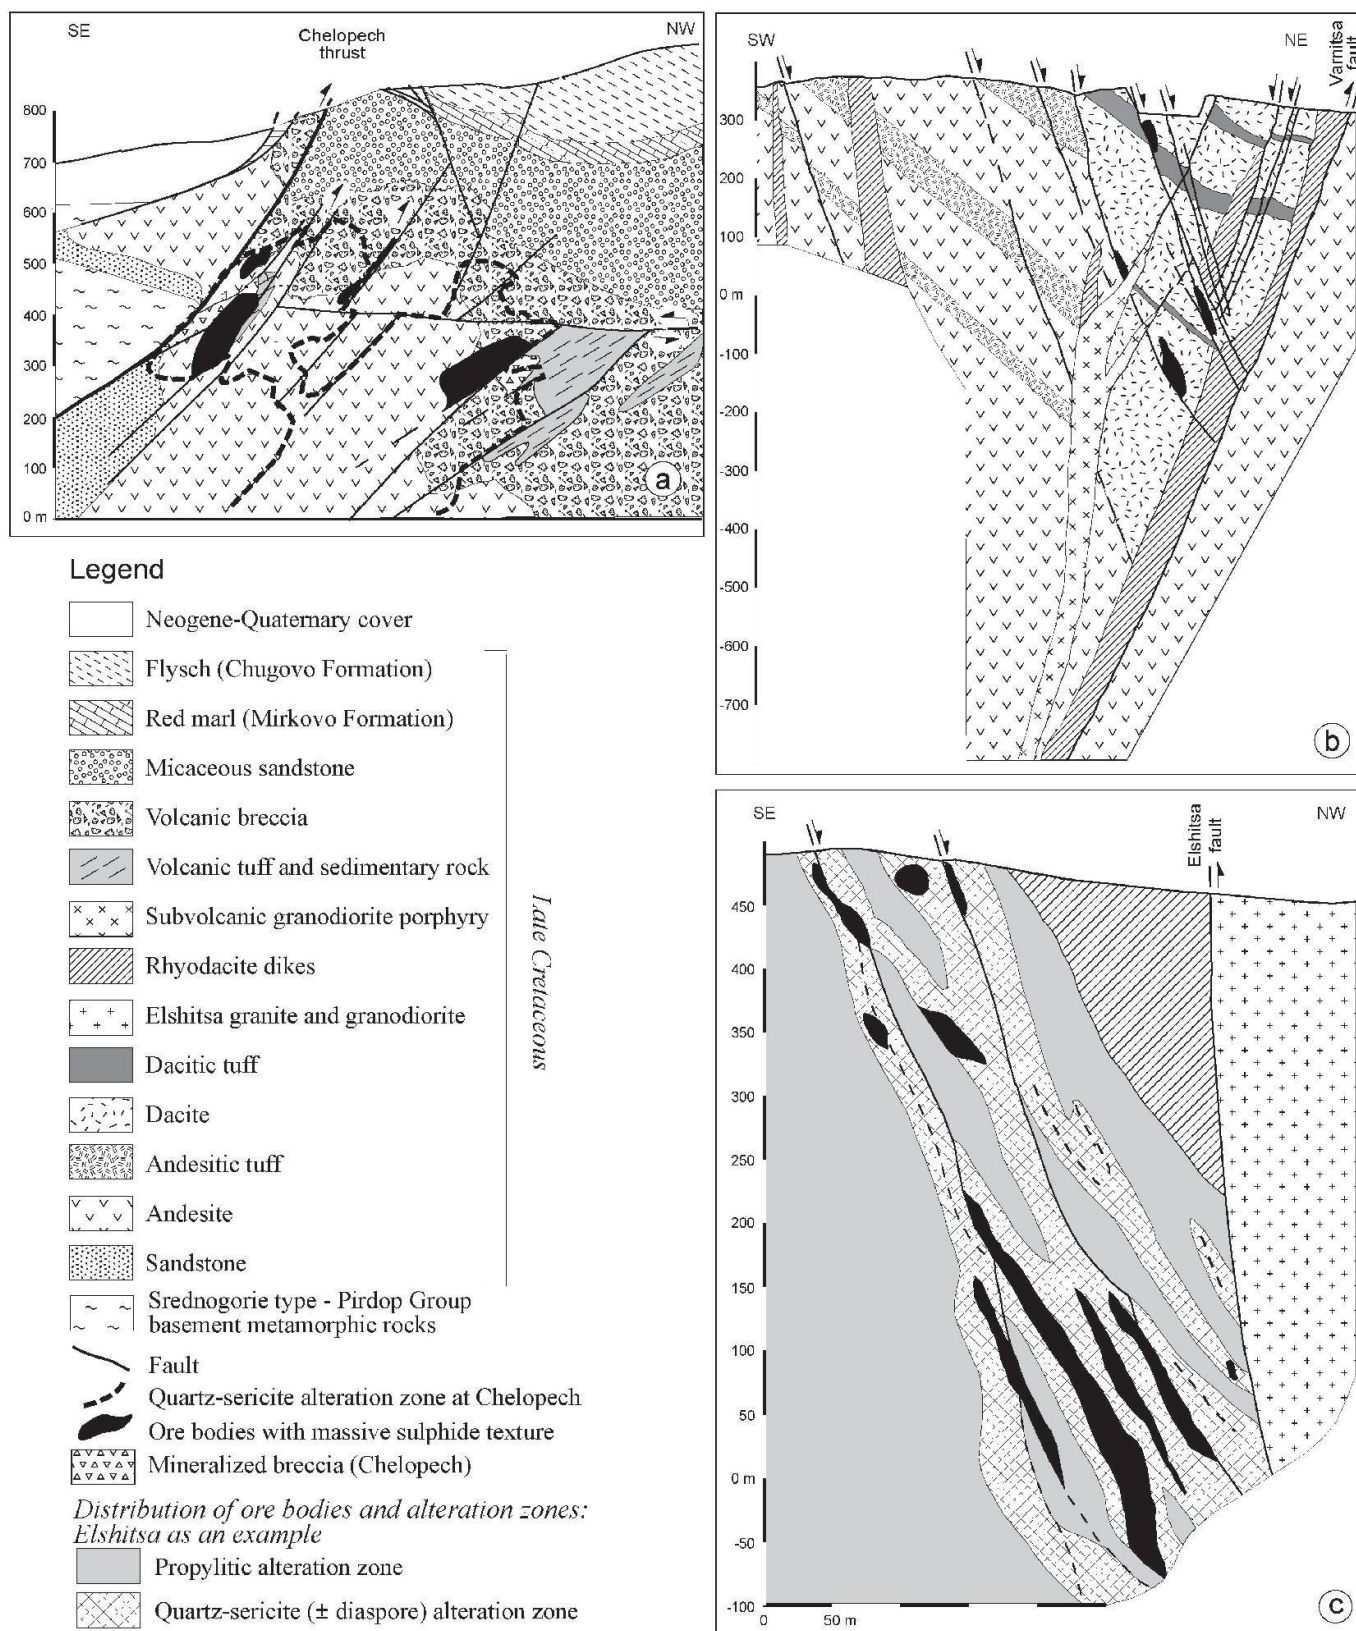 SE
Chelopech
thrust
NW
800
700
600
500
400
300
200
100
0 m
a
SW
NE
Varnitsa
fault
300
200
100
0 m
-100
-200
-300
-400
-500
-600
-700
b
Legend
Neogene-Quaternary cover
Flysch (Chugovo Formation)
Red marl (Mirkovo Formation)
Micaceous sandstone
Volcanic breccia
Volcanic tuff and sedimentary rock
Subvolcanic granodiorite porphyry
Rhyodacite dikes
Elshitsa granite and granodiorite
Dacitic tuff
Dacite
Andesitic tuff
Andesite
Sandstone
Late Cretaceous
Srednogorie type - Pirdop Group
basement metamorphic rocks
Fault
Quartz-sericite alteration zone at Chelopech
Ore bodies with massive sulphide texture
Mineralized breccia (Chelopech)
Distribution of ore bodies and alteration zones:
Elshitsa as an example
Propylitic alteration zone
Quartz-sericite (± diaspore) alteration zone
SE
Elshitsa
fault
NW
450
400
350
300
250
200
150
100
50
0 m
-50
-100
0
50 m
c